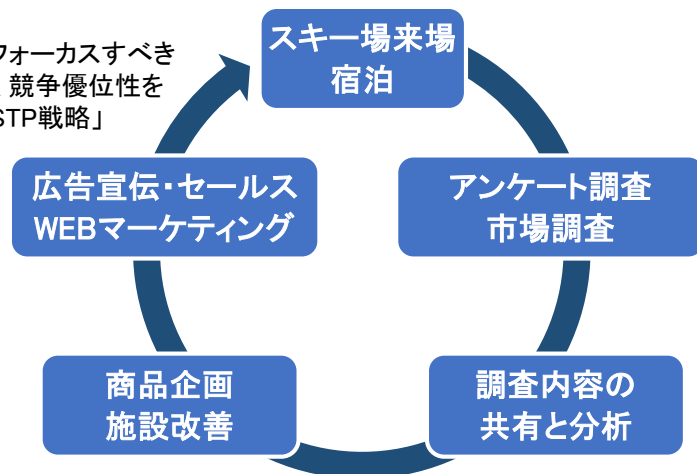 フォーカスすべき
競争優位性を
STP戦略」
スキー場来場
宿泊
広告宣伝・セールス
WEBマーケティング
アンケート調査
市場調査
商品企画
施設改善
調査内容の
共有と分析